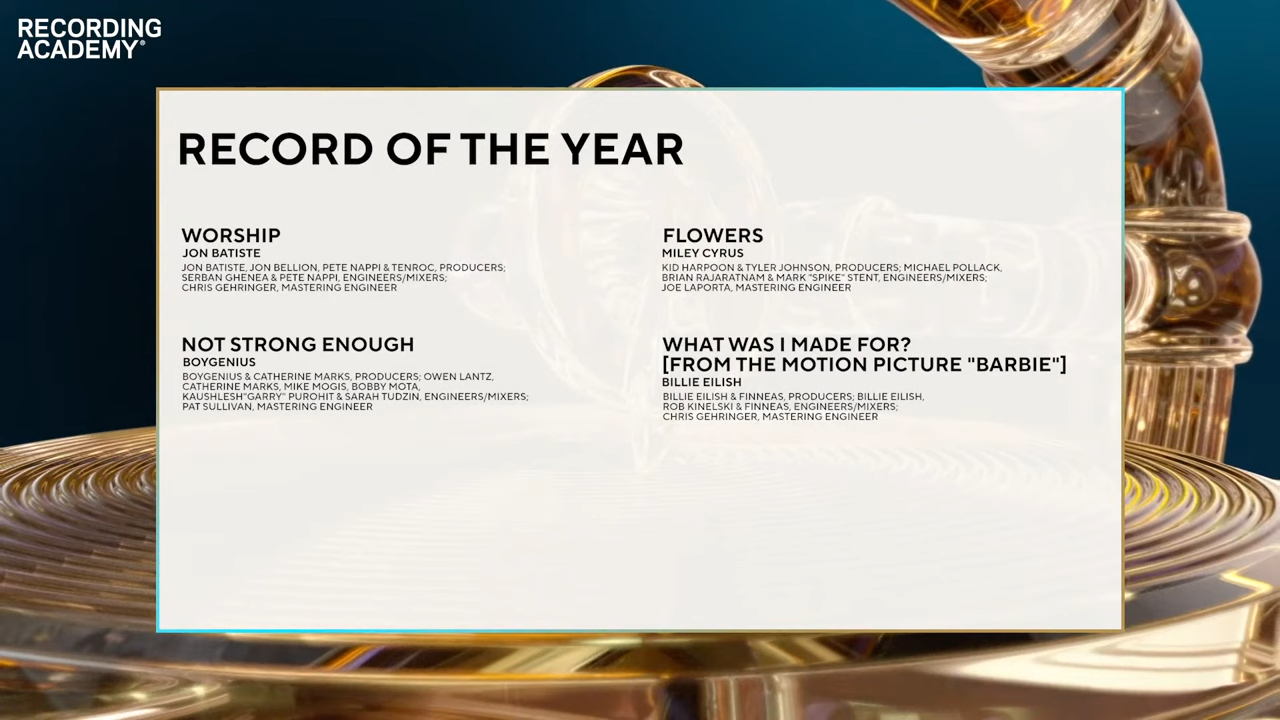 RECORDING
ACADEMY®
RECORD OF THE YEAR
WORSHIP
JON BATISTE
JON BATISTE, JON BELLION, PETE NAPPI & TENROC, PRODUCERS;
SERBAN GHENEA & PETE NAPPI, ENGINEERS/MIXERS;
CHRIS GEHRINGER, MASTERING ENGINEER
FLOWERS
MILEY CYRUS
KID HARPOON & TYLER JOHNSON, PRODUCERS; MICHAEL POLLACK,
BRIAN RAJARATNAM & MARK "SPIKE" STENT, ENGINEERS/MIXERS;
JOE LAPORTA, MASTERING ENGINEER
NOT STRONG ENOUGH
BOYGENIUS
BOYGENIUS & CATHERINE MARKS, PRODUCERS; OWEN LANTZ,
CATHERINE MARKS, MIKE MOGIS, BOBBY MOTA,
KAUSHLESH"GARRY" PUROHIT & SARAH TUDZIN, ENGINEERS/MIXERS;
PAT SULLIVAN, MASTERING ENGINEER
WHAT WAS I MADE FOR?
[FROM THE MOTION PICTURE "BARBIE"]
BILLIE EILISH
BILLIE EILISH & FINNEAS, PRODUCERS; BILLIE EILISH,
ROB KINELSKI & FINNEAS, ENGINEERS/MIXERS;
CHRIS GEHRINGER, MASTERING ENGINEER